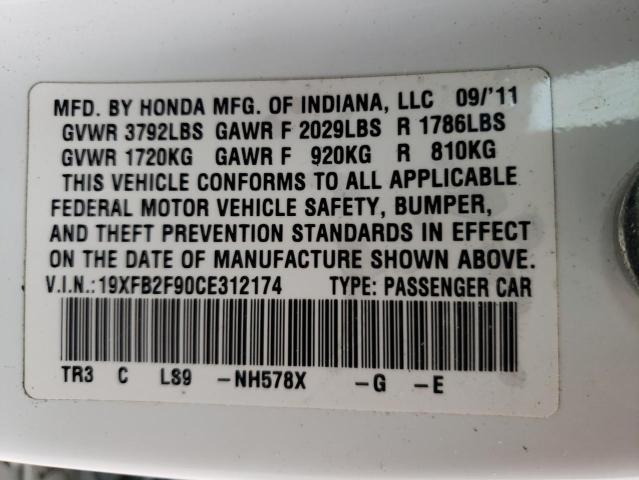 MFD. BY HONDA MFG. OF INDIANA, LLC 09/'11
GVWR 3792LBS GAWR F 2029LBS R 1786LBS
GVWR 1720KG GAWR F 920KG R 810KG
THIS VEHICLE CONFORMS TO ALL APPLICABLE
FEDERAL MOTOR VEHICLE SAFETY, BUMPER,
AND THEFT PREVENTION STANDARDS IN EFFECT
ON THE DATE OF MANUFACTURE SHOWN ABOVE.
V.I.N.:19XFB2F90CE312174 TYPE: PASSENGER CAR
TR3 C LS9 -NH578X -G -E